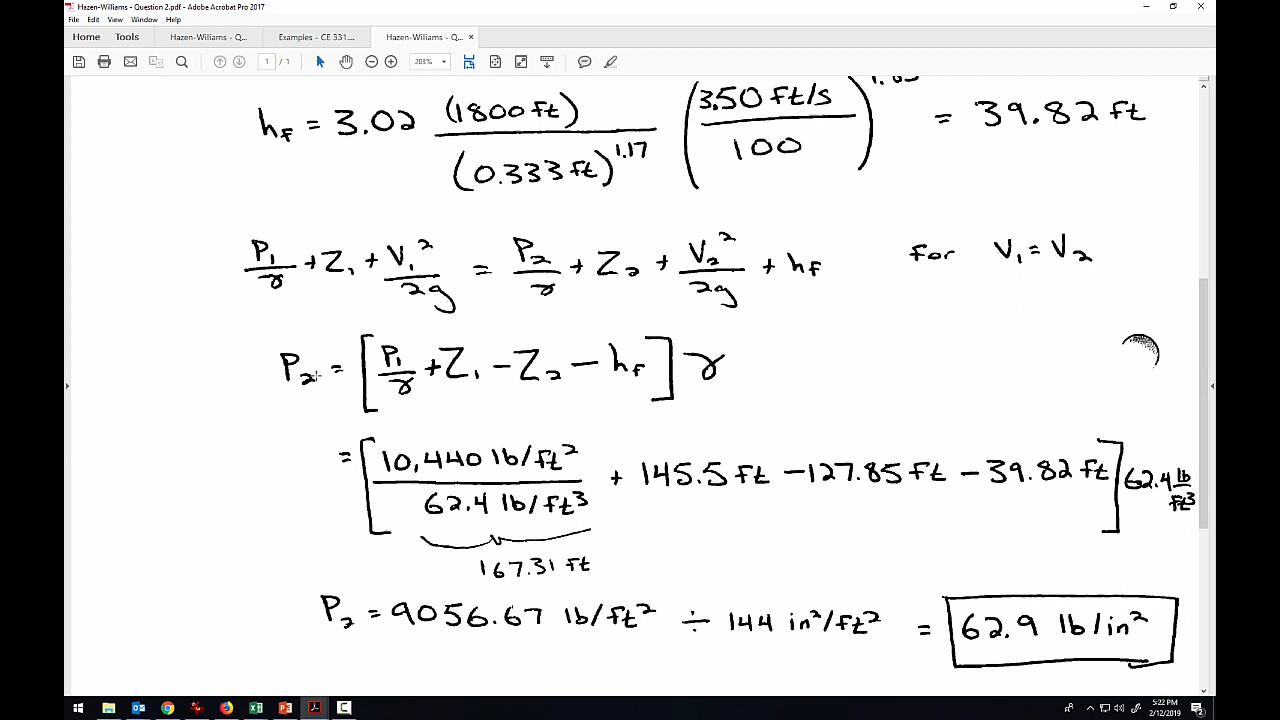 Hazen-Williams - Question 2.pdf - Adobe Acrobat Pro 2017
File Edit View Window Help
Home Tools Hazen-Wiliams - Q... Examples - CE 331.... Hazen-Wiliams - Q... ×
1 / 1 203%
h_f = 3.02 (1800 ft) / (0.333 ft)^1.17 (3.50 ft/s / 100) = 39.82 ft
P₁/γ + Z₁ + V₁²/2g = P₂/γ + Z₂ + V₂²/2g + h_f for V₁ = V₂
P₂ = [P₁/γ + Z₁ - Z₂ - h_f] γ
= [10,440 lb/ft² / 62.4 lb/ft³ + 145.5 ft - 127.85 ft - 39.82 ft] 62.4 lb/ft³
167.31 ft
P₂ = 9056.67 lb/ft² ÷ 144 in²/ft² = 62.9 lb/in²
5:22 PM
2/12/2019